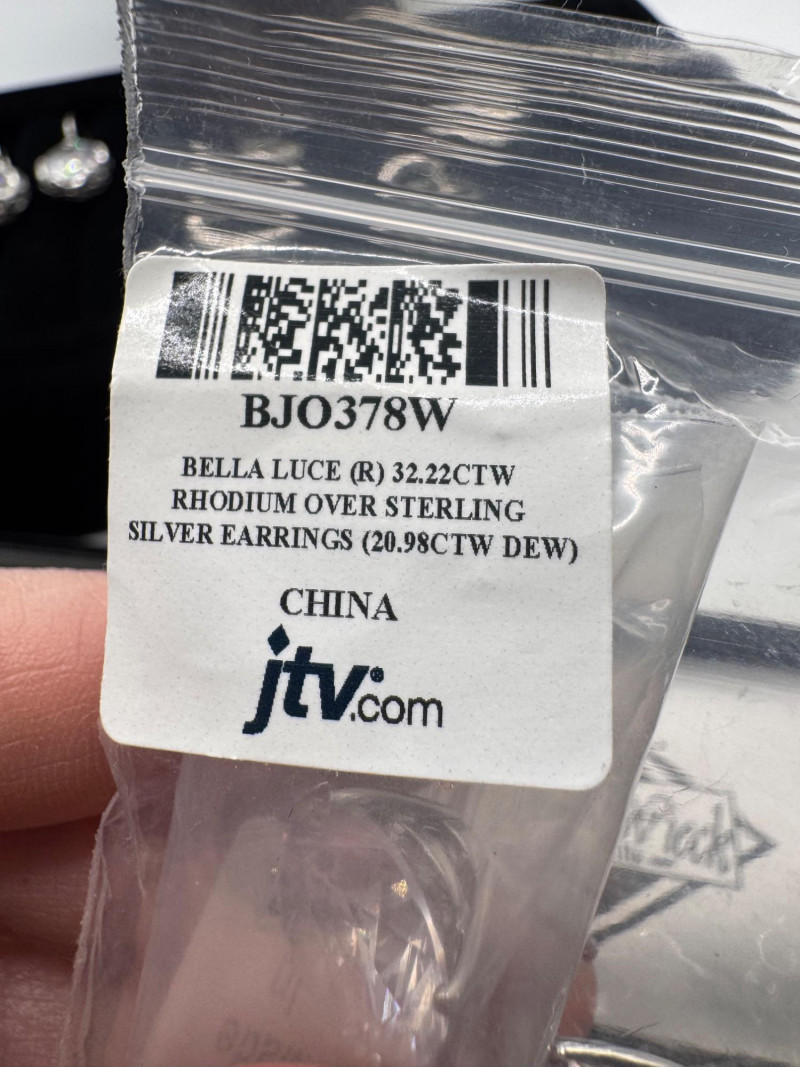 BJO378W
BELLA LUCE (R) 32.22CTW
RHODIUM OVER STERLING
SILVER EARRINGS (20.98CTW DEW)
CHINA
jtv.com